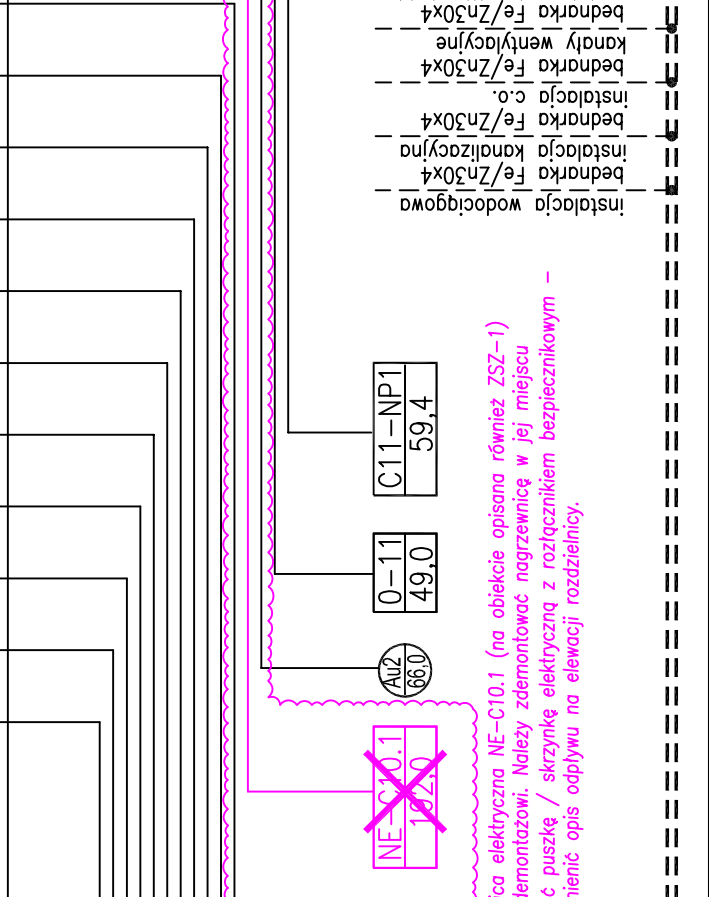 bednarka Fe/Zn30x4
kanały wentylacyjne
bednarka Fe/Zn30x4
instalacja c.o.
bednarka Fe/Zn30x4
instalacja kanalizacyjna
bednarka Fe/Zn30x4
instalacja wodociągowa
C11-NP1
59,4
0-11
49,0
Au2
66,0
NE-C10.1
192,0
elektryczna NE-C10.1 (na obiekcie opisana również ZSZ-1)
demontażowi. Należy zdemontować nagrzewnicę w jej miejscu
puszkę / skrzynkę elektryczną z rozłącznikiem bezpiecznikowym –
opis odpływu na elewacji rozdzielnicy.